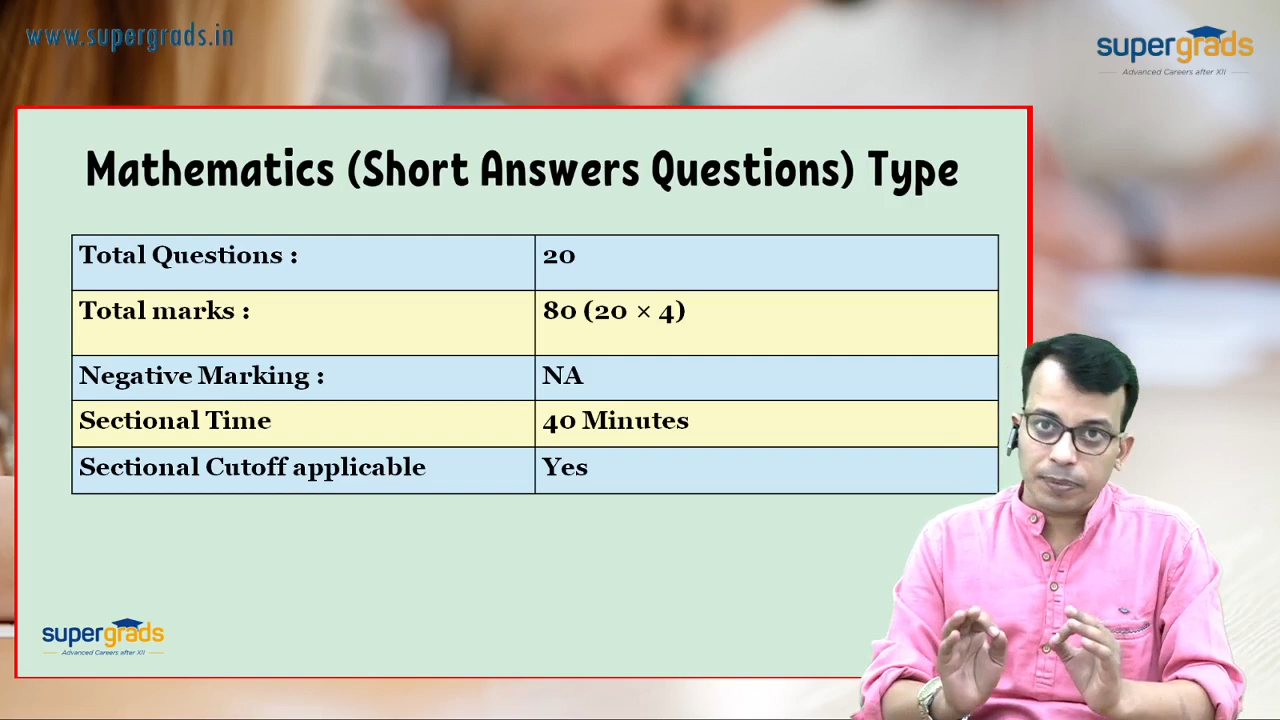 www.supergrads.in
supergrads
Advanced Careers after XII
Mathematics (Short Answers Questions) Type
Total Questions : 20
Total marks : 80 (20 × 4)
Negative Marking : NA
Sectional Time 40 Minutes
Sectional Cutoff applicable Yes
supergrads
Advanced Careers after XII